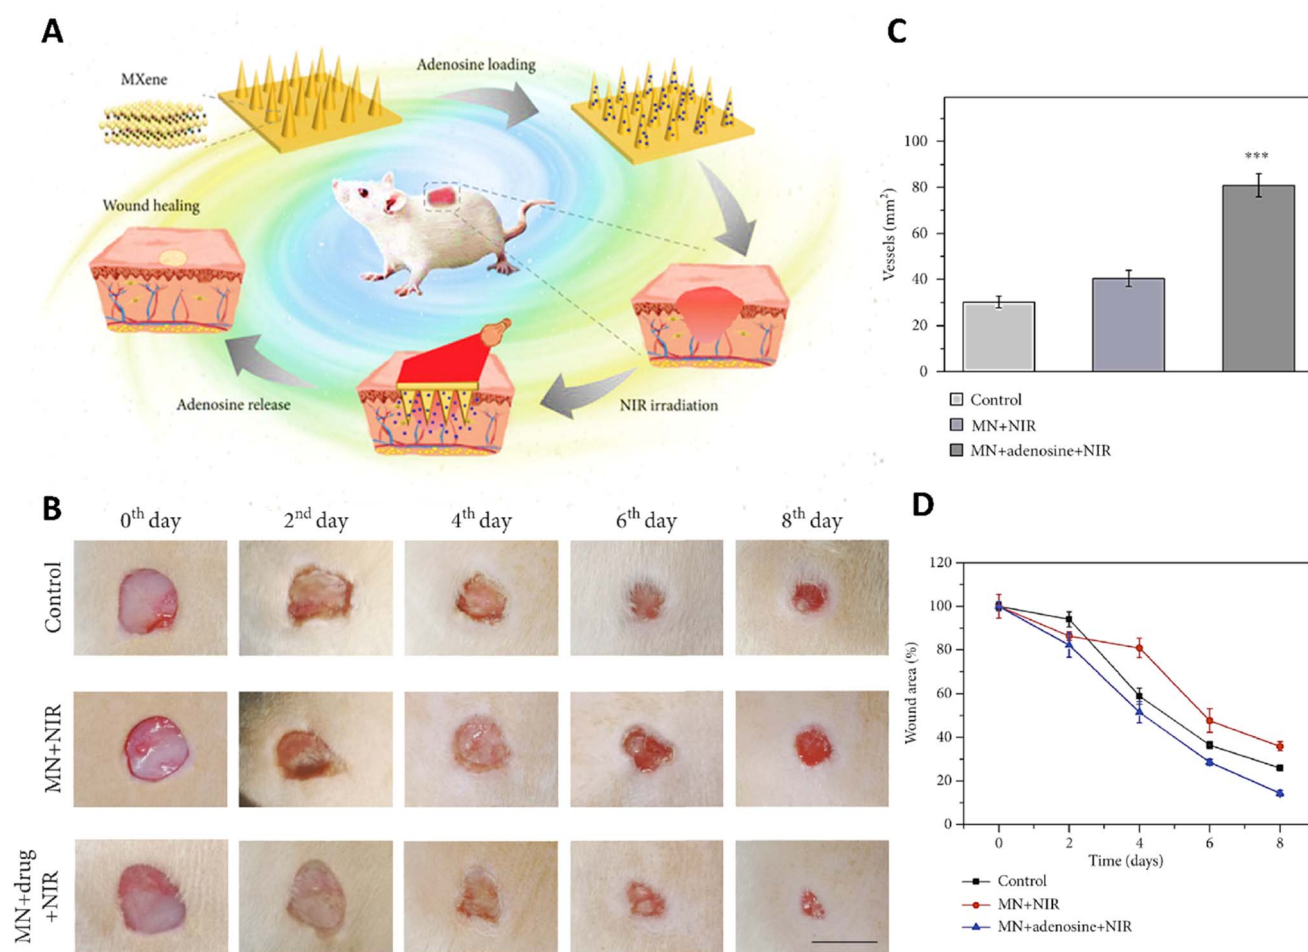 A
MXene
Adenosine loading
Wound healing
Adenosine release
NIR irradiation
B
0th day
2nd day
4th day
6th day
8th day
Control
MN+NIR
MN+drug
+NIR
C
Vessels (mm2)
100
80
60
40
20
0
***
Control
MN+NIR
MN+adenosine+NIR
D
Wound area (%)
120
100
80
60
40
20
0
0
2
4
6
8
Time (days)
Control
MN+NIR
MN+adenosine+NIR